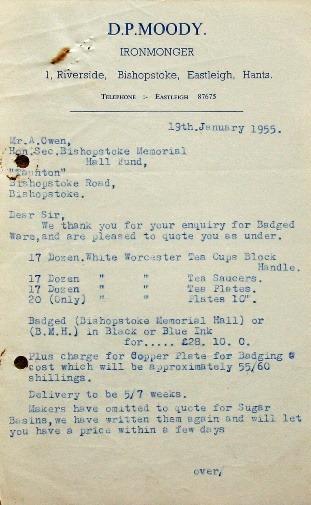 D.P.MOODY.
IRONMONGER
1, Riverside, Bishopstoke, Eastleigh, Hants.
TELEPHONE :- EASTLEIGH 87675
19th.January 1955.
Mr.A.Owen,
Hon.Sec.Bishopstoke Memorial
Hall Fund,
"Taunton"
Bishopstoke Road,
Bishopstoke.
Dear Sir,
We thank you for your enquiry for Badged
Ware,and are pleased to quote you as under.
17 Dozen.White Worcester Tea Cups Block
Handle.
17 Dozen " " Tea Saucers.
17 Dozen " " Tea Plates.
20 (Only) " " Plates 10".
Badged (Bishopstoke Memorial Hall) or
(B.M.H.) in Black or Blue Ink
for..... £28. 10. 0.
Plus charge for Copper Plate for Badging @
cost which will be approximately 55/60
shillings.
Delivery to be 5/7 weeks.
Makers have omitted to quote for Sugar
Basins,we have written them again and will let
you have a price within a few days
over,